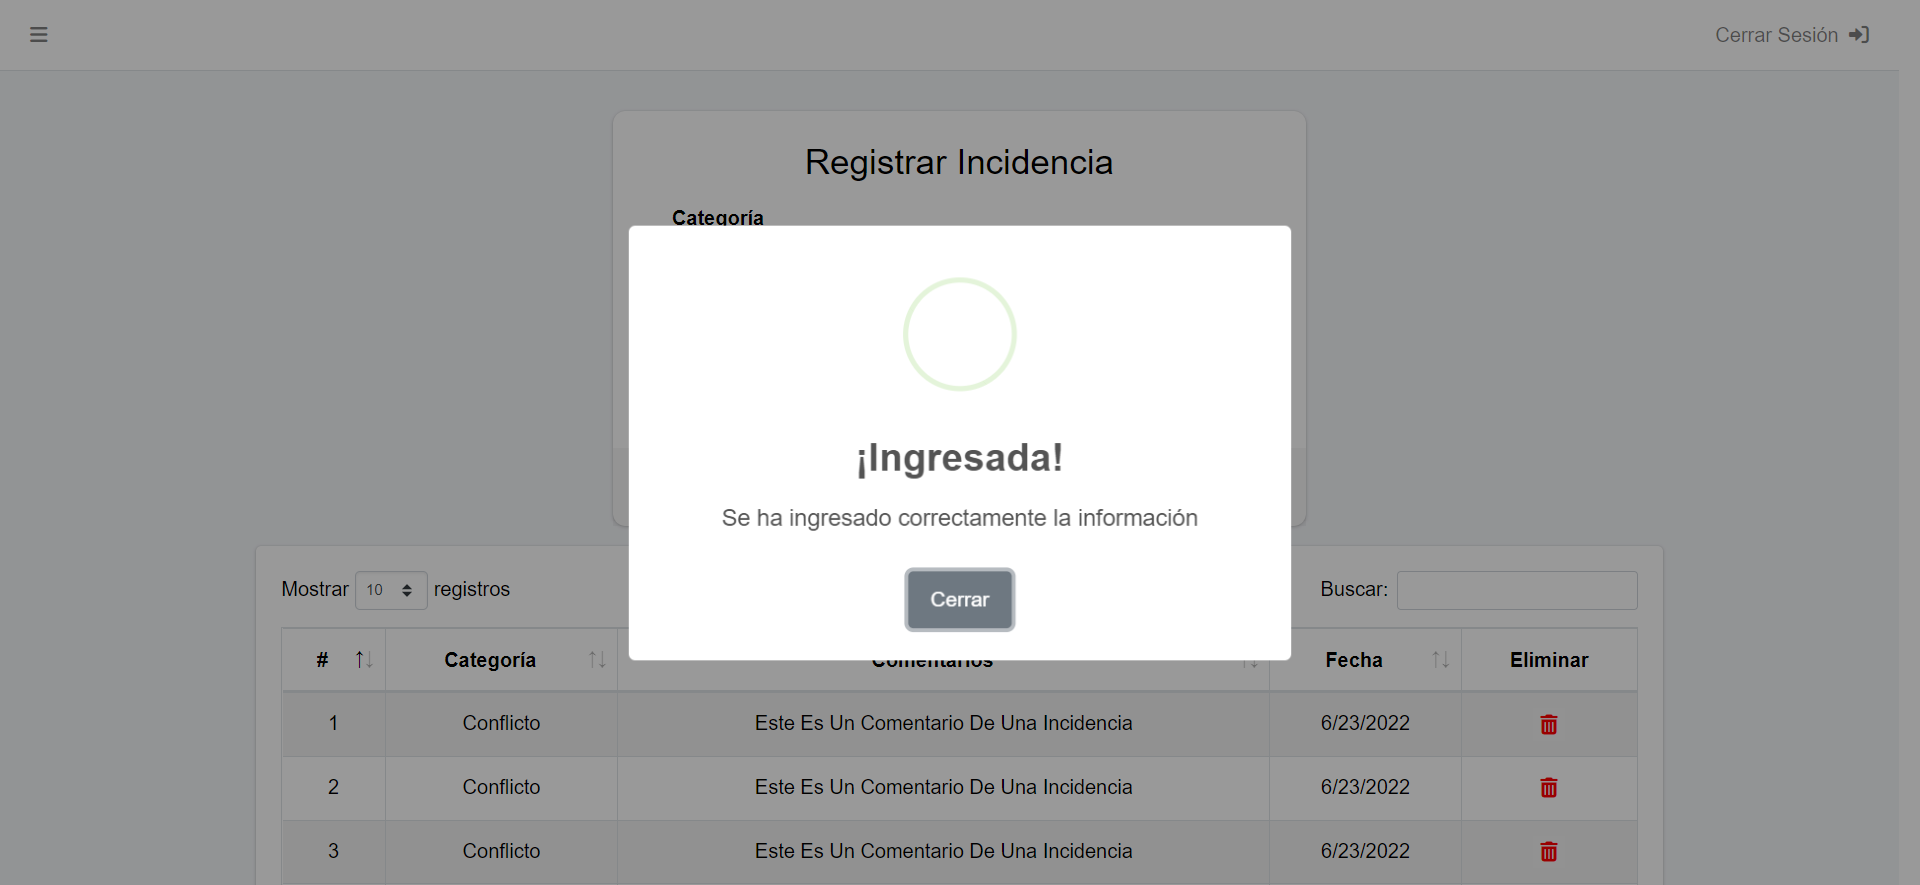 Cerrar Sesión
Registrar Incidencia
Categoría
¡Ingresada!
Se ha ingresado correctamente la información
Cerrar
Mostrar 10 registros
Buscar:
# Categoría Comentarios Fecha Eliminar
1 Conflicto Este Es Un Comentario De Una Incidencia 6/23/2022
2 Conflicto Este Es Un Comentario De Una Incidencia 6/23/2022
3 Conflicto Este Es Un Comentario De Una Incidencia 6/23/2022